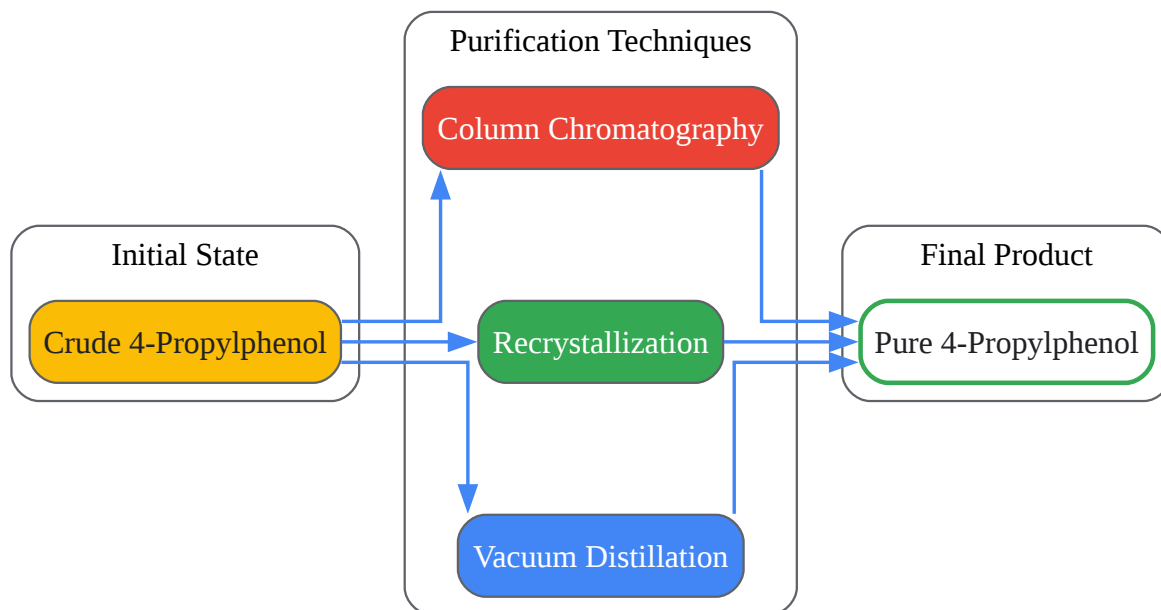 Purification Techniques
Column Chromatography
Initial State
Crude 4-Propylphenol
Recrystallization
Final Product
Pure 4-Propylphenol
Vacuum Distillation